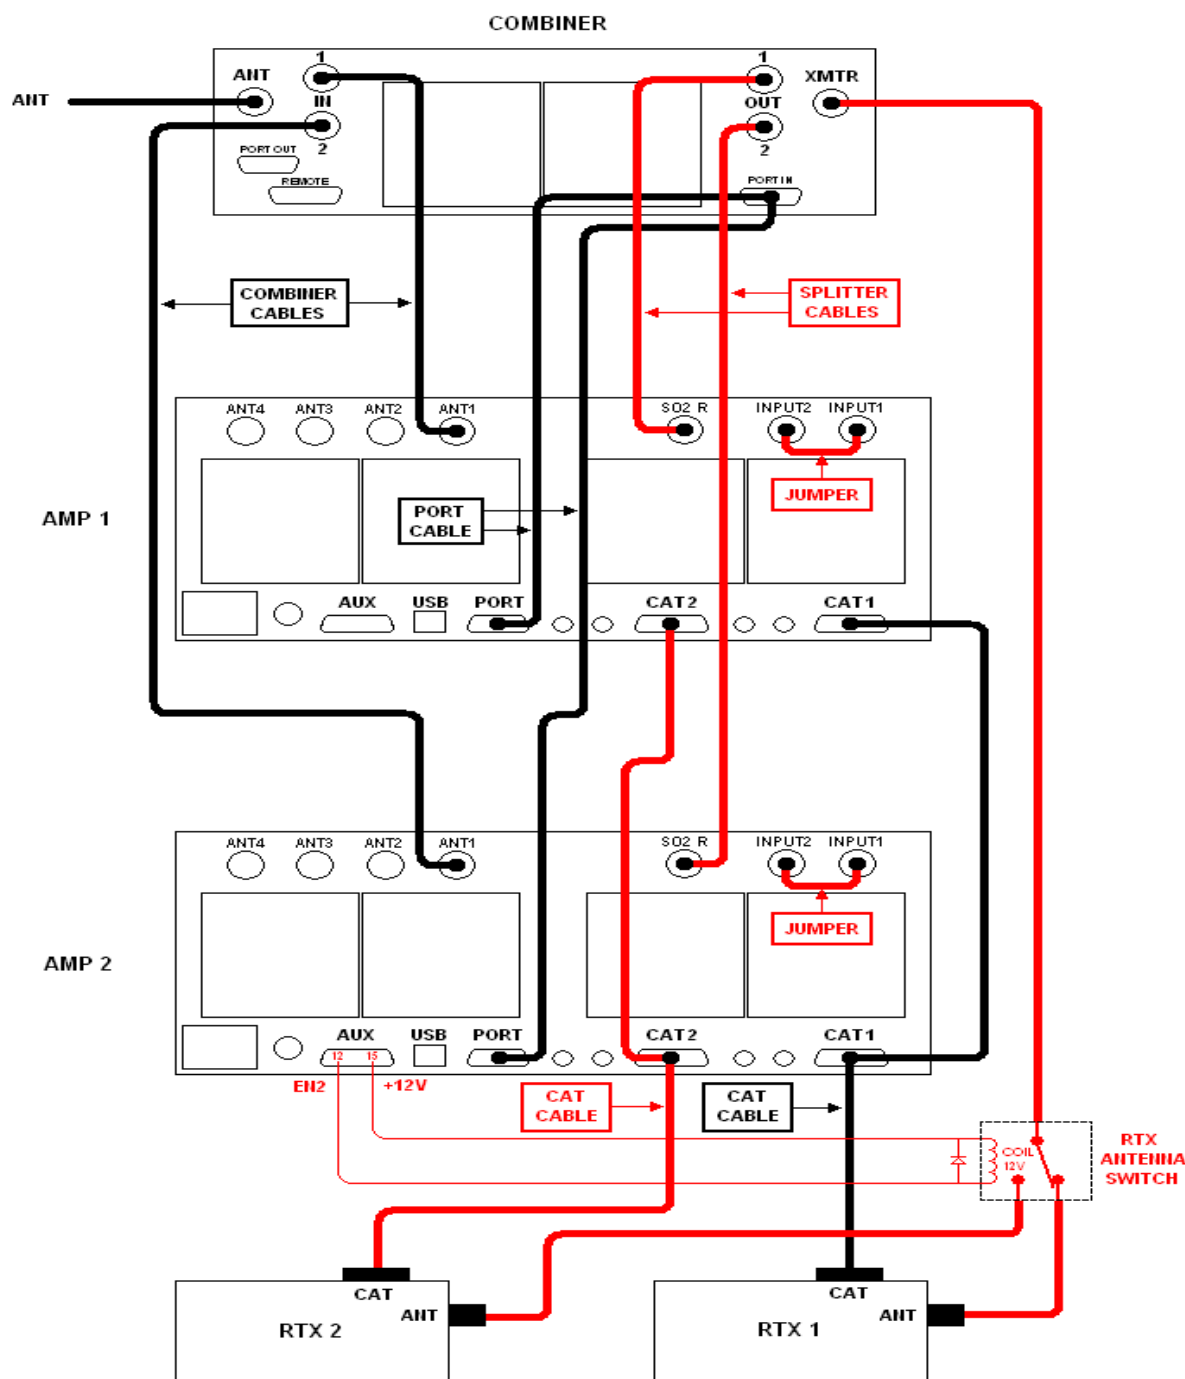 COMBINER
1
1
ANT
XMTR
ANT
IN
OUT
2
2
PORT OUT
REMOTE
PORT IN
COMBINER
CABLES
SPLITTER
CABLES
ANT4
ANT3
ANT2
ANT1
SO2 R
INPUT2
INPUT1
JUMPER
AMP 1
PORT
CABLE
AUX
USB
PORT
CAT2
CAT1
ANT4
ANT3
ANT2
ANT1
SO2 R
INPUT2
INPUT1
JUMPER
AMP 2
AUX
USB
PORT
CAT2
CAT1
12
15
EN2
+12V
CAT
CABLE
CAT
CABLE
COIL
12V
RTX
ANTENNA
SWITCH
CAT
ANT
RTX 2
CAT
ANT
RTX 1